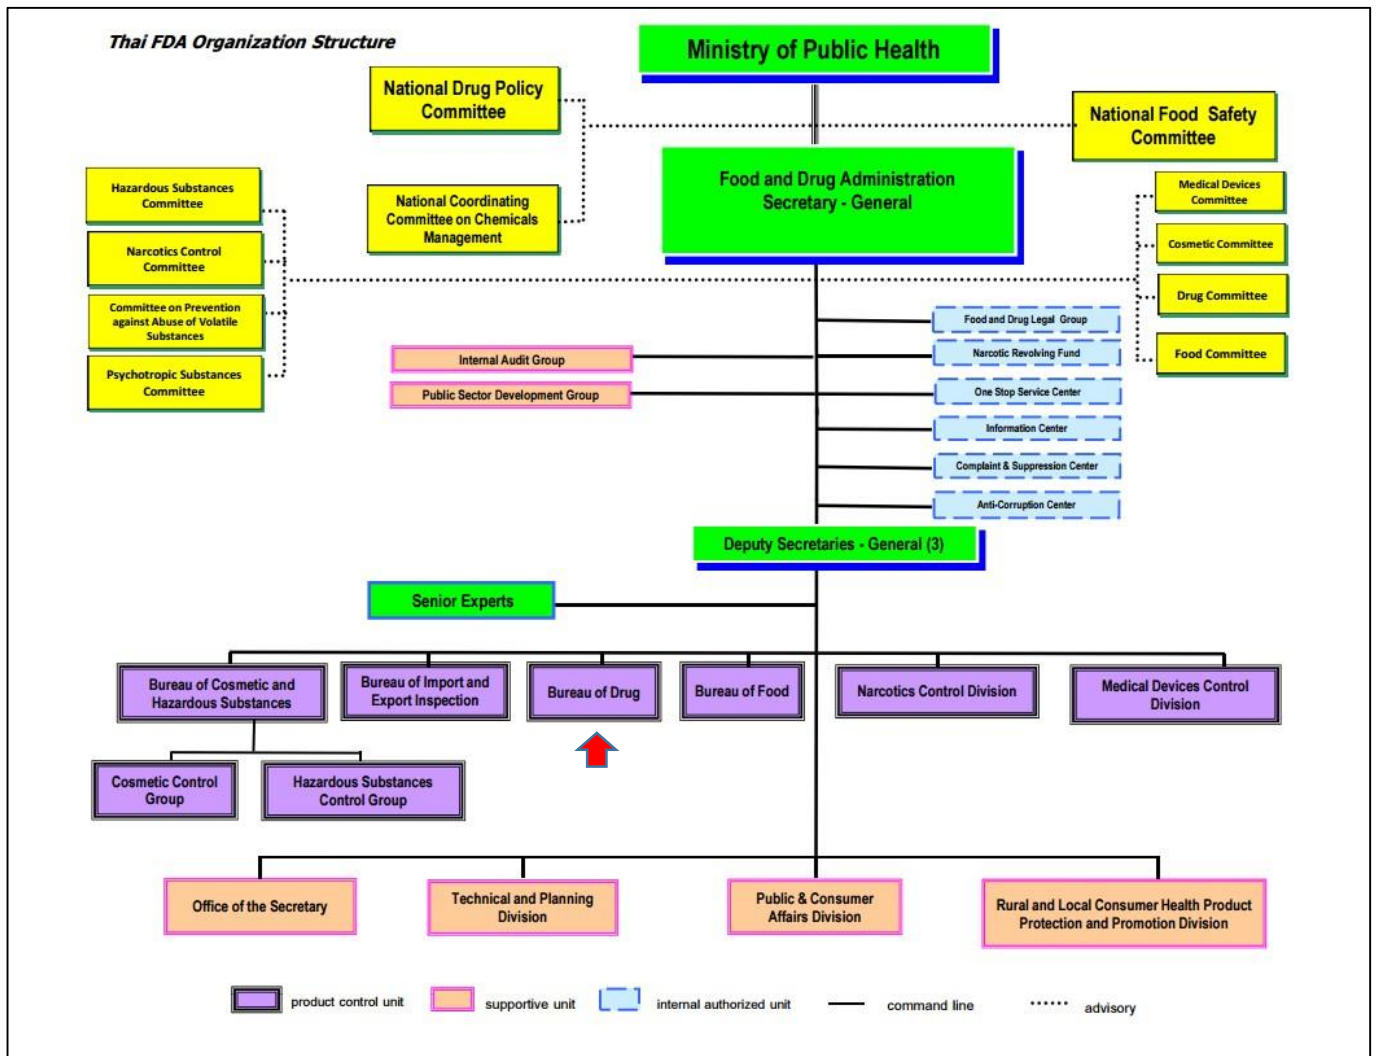 Thai FDA Organization Structure
Ministry of Public Health
National Drug Policy
Committee
National Food  Safety
Committee
Food and Drug Administration
Secretary - General
National Coordinating
Committee on Chemicals
Management
Hazardous Substances
Committee
Narcotics Control
Committee
Committee on Prevention
against Abuse of Volatile
Substances
Psychotropic Substances
Committee
Medical Devices
Committee
Cosmetic Committee
Drug Committee
Food Committee
Food and Drug Legal  Group
Internal Audit Group
Narcotic Revolving Fund
Public Sector Development Group
One Stop Service Center
Information Center
Complaint & Suppression Center
Anti-Corruption Center
Deputy Secretaries - General (3)
Senior Experts
Bureau of Cosmetic and
Hazardous Substances
Bureau of Import and
Export Inspection
Bureau of Drug
Bureau of Food
Narcotics Control Division
Medical Devices Control
Division
Cosmetic Control
Group
Hazardous Substances
Control Group
Office of the Secretary
Technical and Planning
Division
Public & Consumer
Affairs Division
Rural and Local Consumer Health Product
Protection and Promotion Division
product control unit
supportive unit
internal authorized unit
command line
advisory